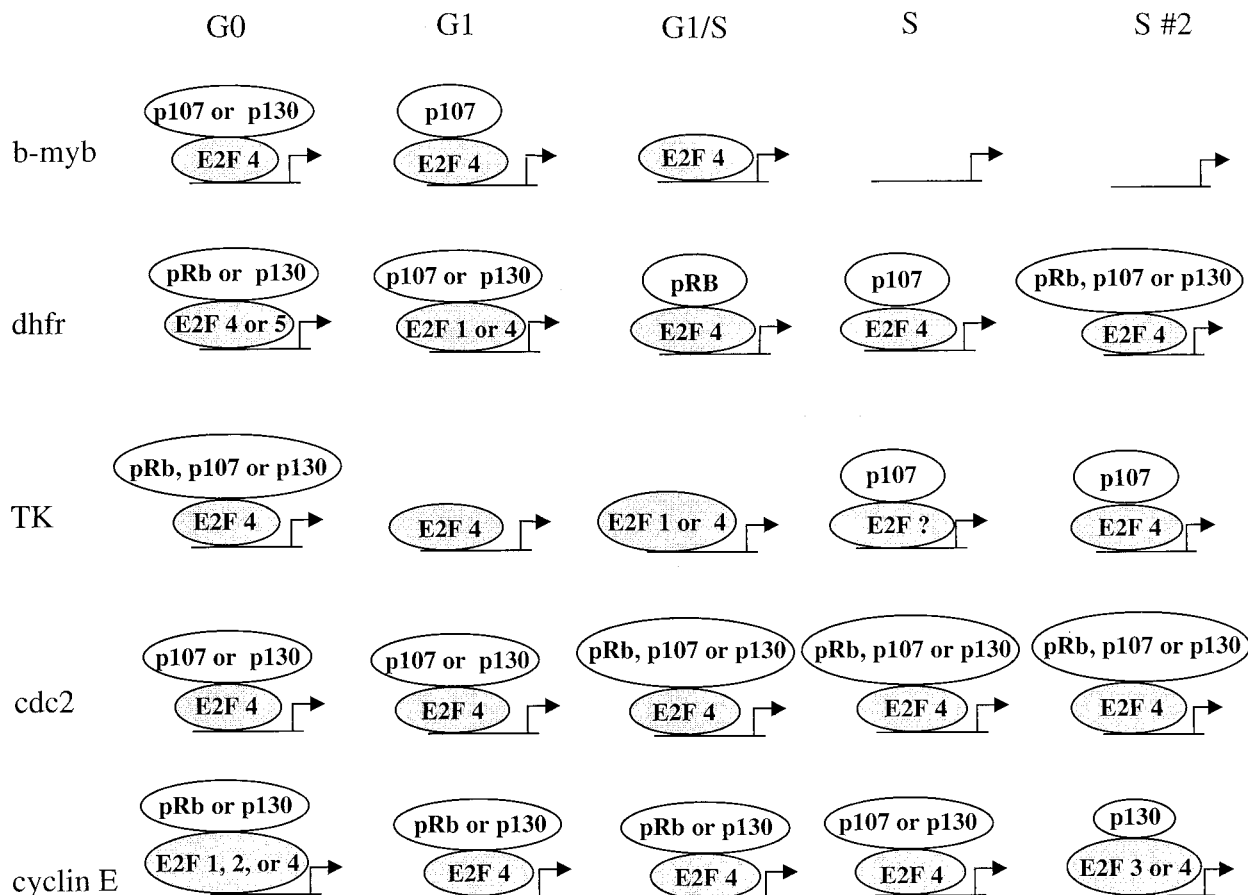 G0 G1 G1/S S S #2
p107 or p130 p107
b-myb E2F 4 E2F 4 E2F 4
pRb or p130 p107 or p130 pRB p107 pRb, p107 or p130
dhfr E2F 4 or 5 E2F 1 or 4 E2F 4 E2F 4 E2F 4
pRb, p107 or p130 p107 p107
TK E2F 4 E2F 4 E2F 1 or 4 E2F ? E2F 4
p107 or p130 p107 or p130 pRb, p107 or p130 pRb, p107 or p130 pRb, p107 or p130
cdc2 E2F 4 E2F 4 E2F 4 E2F 4 E2F 4
pRb or p130 pRb or p130 pRb or p130 p107 or p130 p130
cyclin E E2F 1, 2, or 4 E2F 4 E2F 4 E2F 4 E2F 3 or 4